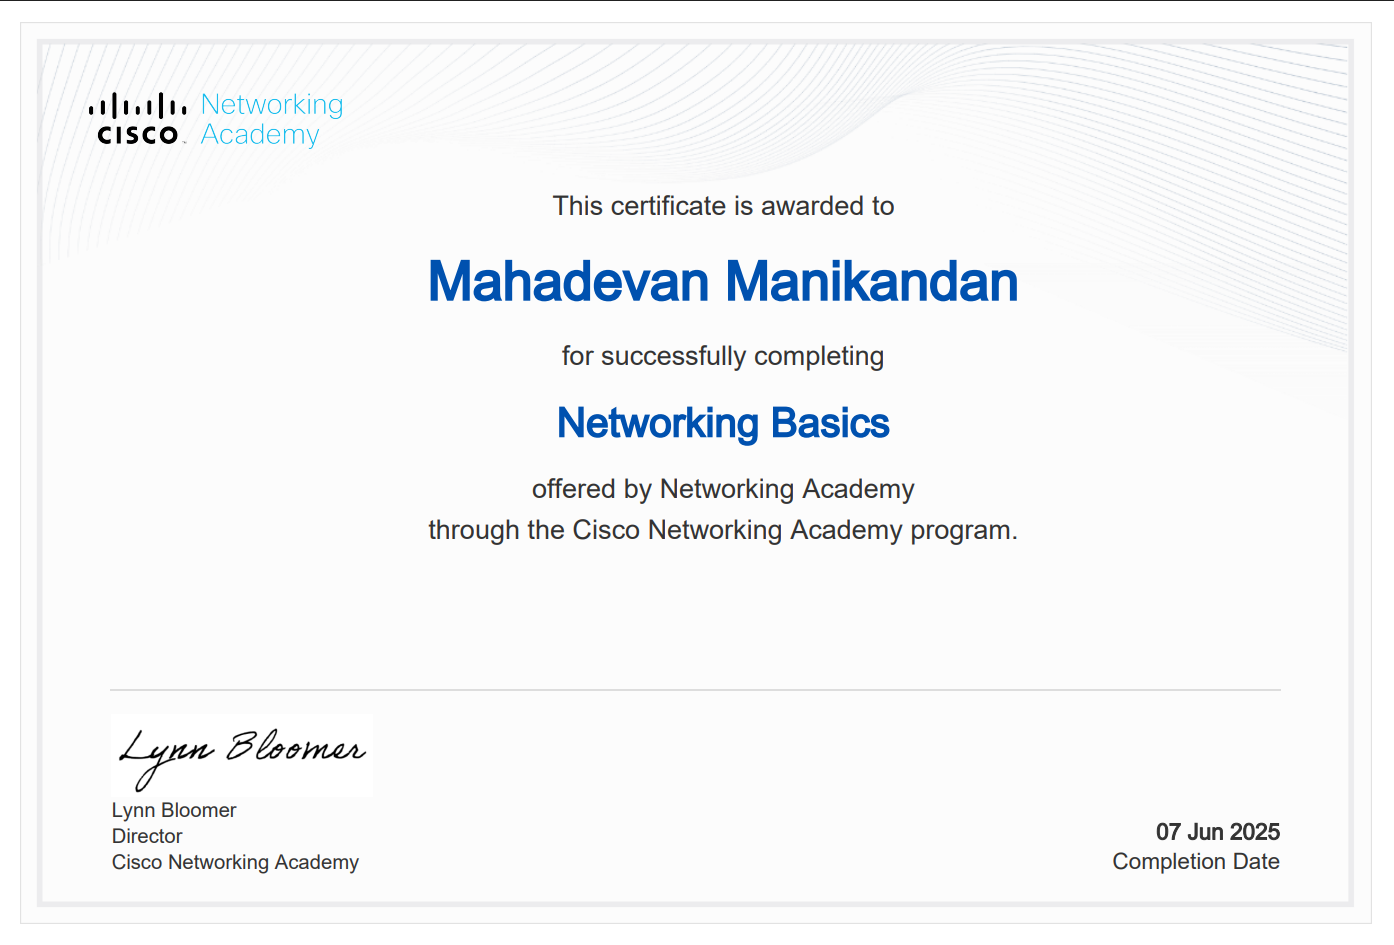 Networking
CISCO Academy
This certificate is awarded to
Mahadevan Manikandan
for successfully completing
Networking Basics
offered by Networking Academy
through the Cisco Networking Academy program.
Lynn Bloomer
Lynn Bloomer
Director
Cisco Networking Academy
07 Jun 2025
Completion Date